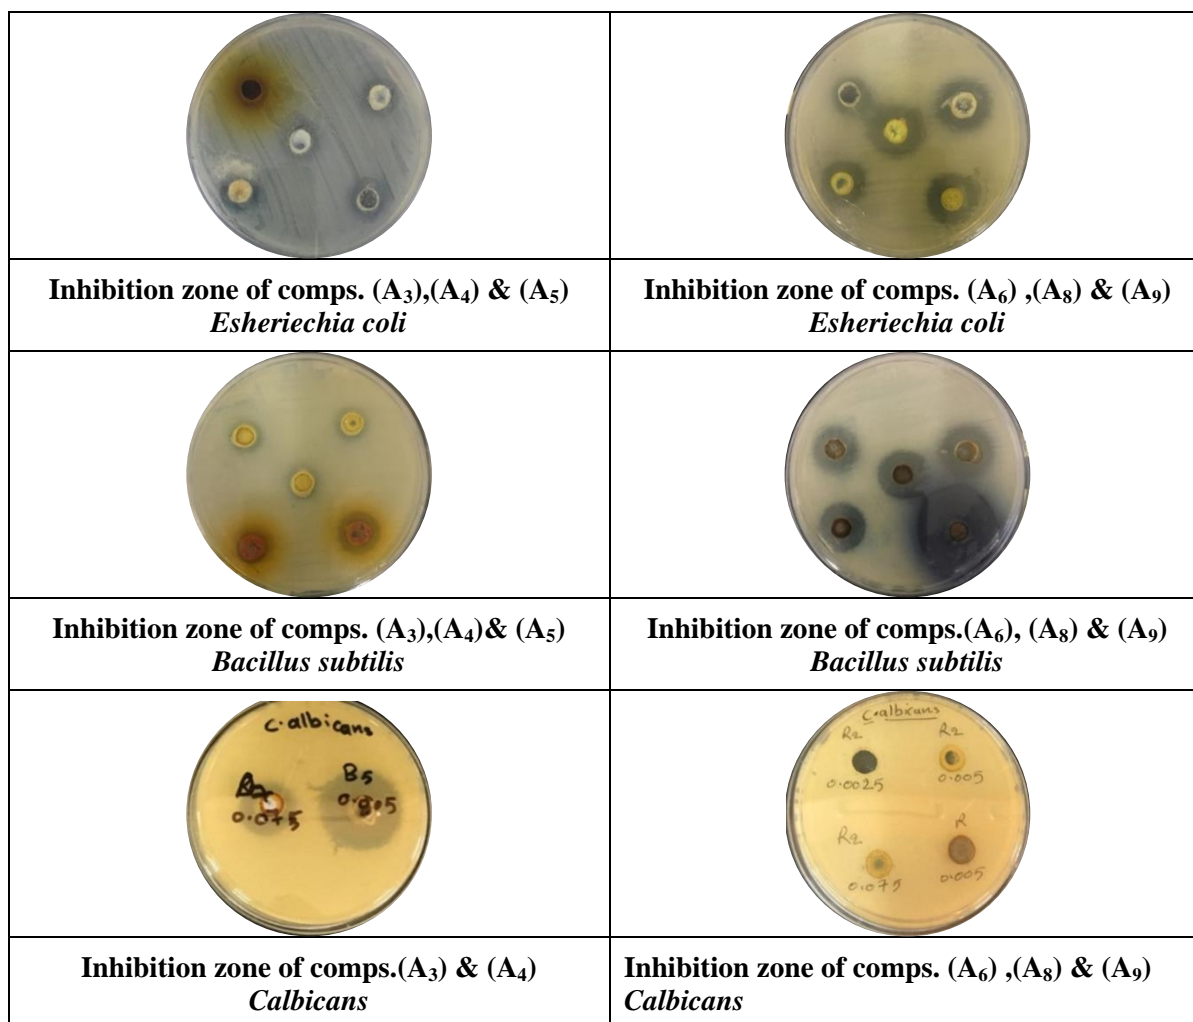 Inhibition zone of comps. (A₃),(A₄) & (A₅)
Esheriechia coli
Inhibition zone of comps. (A₆) ,(A₈) & (A₉)
Esheriechia coli
Inhibition zone of comps. (A₃),(A₄)& (A₅)
Bacillus subtilis
Inhibition zone of comps.(A₆), (A₈) & (A₉)
Bacillus subtilis
C.albicans
B5
0.075
C.albicans
R2
R2
0.0025
0.005
R2
R
0.075
0.005
Inhibition zone of comps.(A₃) & (A₄)
Calbicans
Inhibition zone of comps. (A₆) ,(A₈) & (A₉)
Calbicans